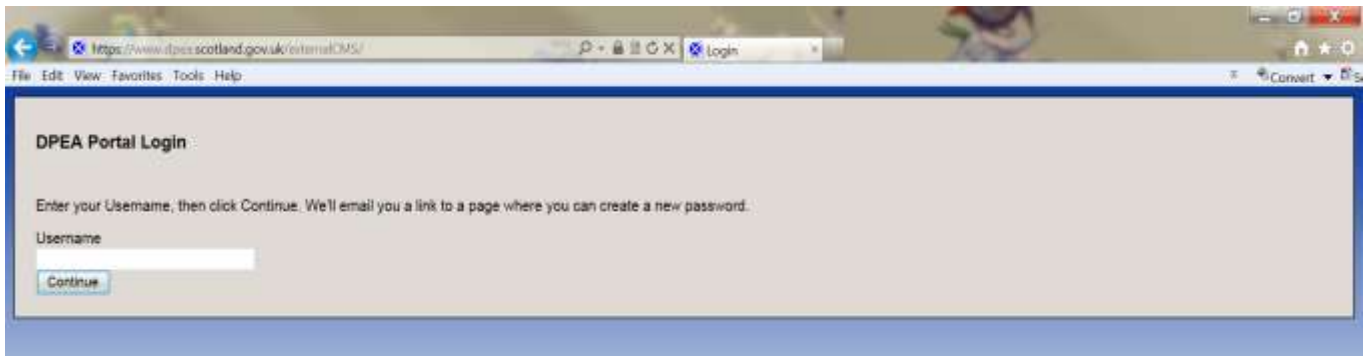 https://www.dpea.scotland.gov.uk/externalCMS/
Login
File Edit View Favorites Tools Help
Convert
DPEA Portal Login
Enter your Username, then click Continue. We'll email you a link to a page where you can create a new password.
Username
Continue